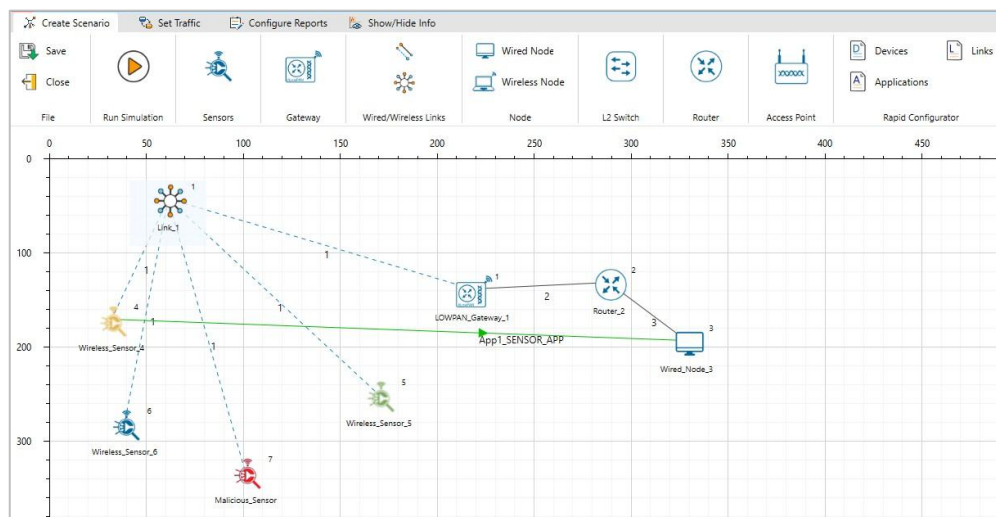 Create Scenario Set Traffic Configure Reports Show/Hide Info
Save Wired Node Devices Links
Close Wireless Node Applications
File Run Simulation Sensors Gateway Wired/Wireless Links Node L2 Switch Router Access Point Rapid Configurator
0 50 100 150 200 250 300 350 400 450
0
1
Link_1
100
1
1
1
2
LOWPAN_Gateway_1
2
Router_2
1
4
1
1
3
3
Wireless_Sensor_4
App1_SENSOR_APP
200
1
Wired_Node_3
5
Wireless_Sensor_5
6
Wireless_Sensor_6
300
7
Malicious_Sensor